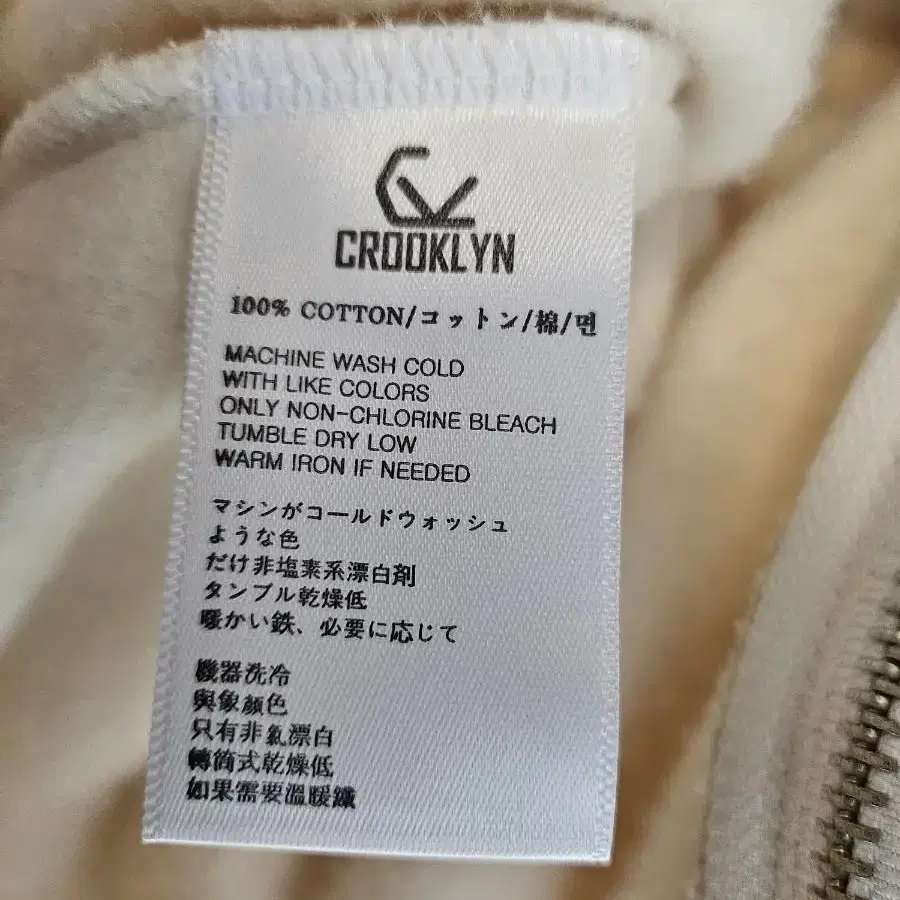 CROOKLYN
100% COTTON/コットン/棉/면
MACHINE WASH COLD
WITH LIKE COLORS
ONLY NON-CHLORINE BLEACH
TUMBLE DRY LOW
WARM IRON IF NEEDED
マシンがコールドウォッシュ
ような色
だけ非塩素系漂白剤
タンブル乾燥低
暖かい鉄、必要に応じて
機器洗冷
與象顏色
只有非氯漂白
轉筒式乾燥低
如果需要溫暖鐵